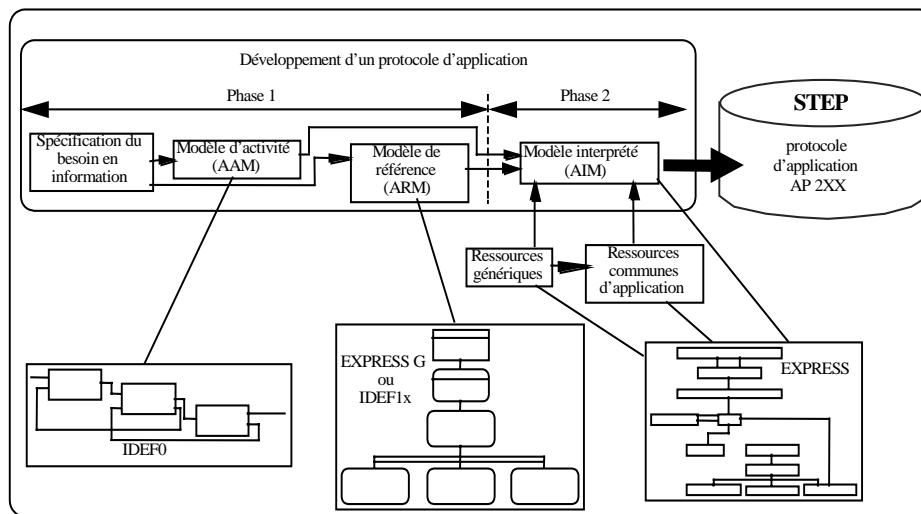 Développement d'un protocole d'application
Phase 1
Phase 2
Spécification du
besoin en
information
Modèle d'activité
(AAM)
Modèle de
référence
(ARM)
Modèle interprété
(AIM)
STEP
protocole
d'application
AP 2XX
Ressources
génériques
Ressources
communes
d'application
IDEF0
EXPRESS G
ou
IDEF1x
EXPRESS